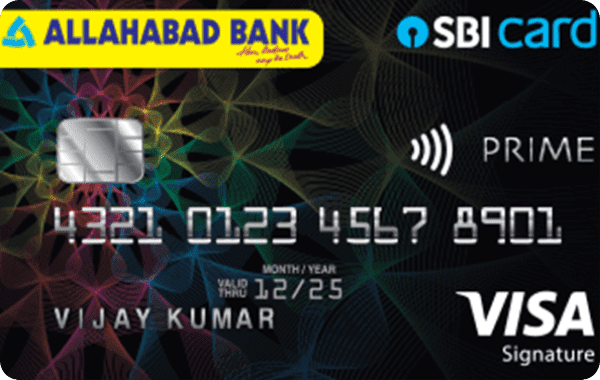 ALLAHABAD BANK
SBI card
PRIME
4321 0123 4567 8901
MONTH / YEAR
VALID THRU 12/25
VIJAY KUMAR
VISA
Signature